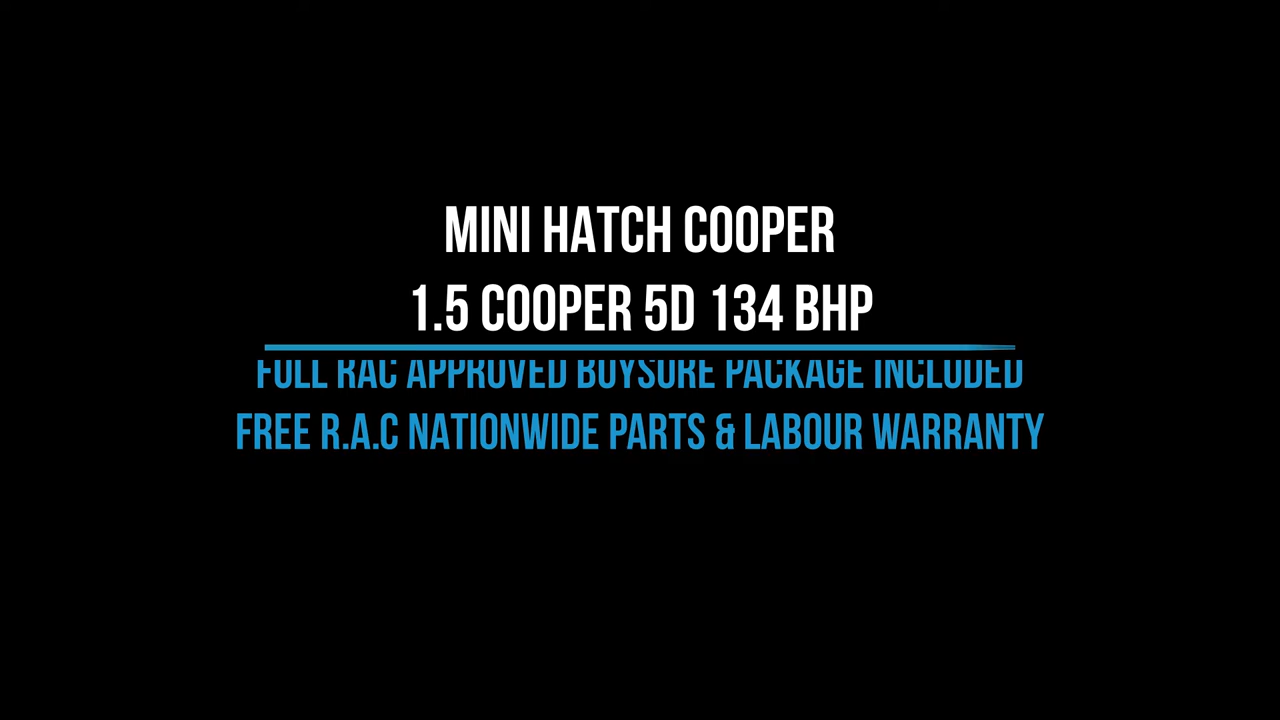 MINI HATCH COOPER
1.5 COOPER 5D 134 BHP
FULL RAC APPROVED BUYSURE PACKAGE INCLUDED
FREE R.A.C NATIONWIDE PARTS & LABOUR WARRANTY